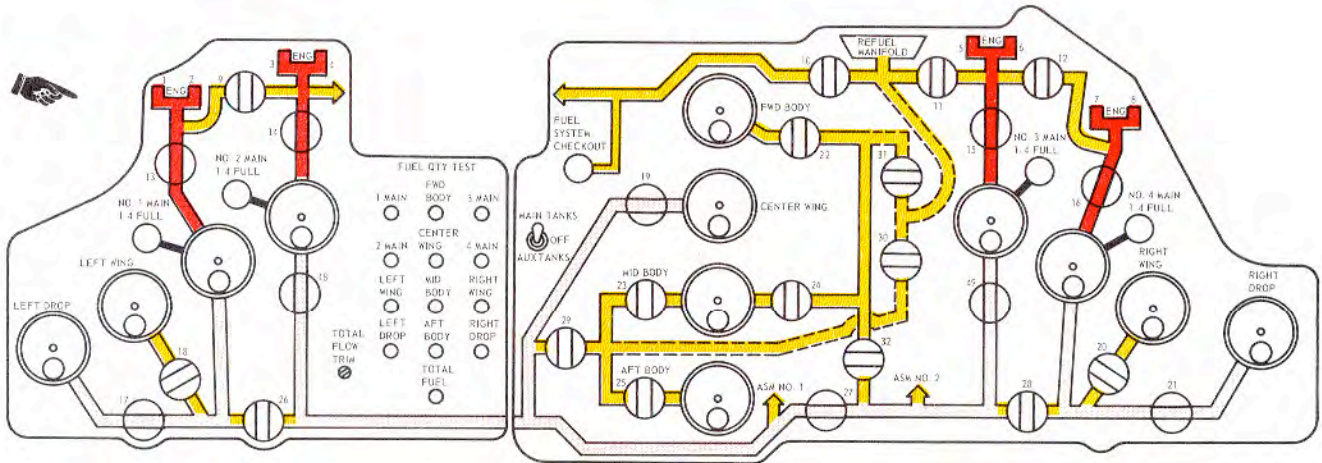 1 2
ENG
9
3 4
ENG
13
14
NO. 2 MAIN
1/4 FULL
NO. 1 MAIN
1/4 FULL
LEFT WING
LEFT DROP
17
18
26
FUEL QTY TEST
1 MAIN
FWD
BODY
3 MAIN
2 MAIN
CENTER
WING
4 MAIN
LEFT
WING
MID
BODY
RIGHT
WING
LEFT
DROP
AFT
BODY
RIGHT
DROP
TOTAL
FUEL
TOTAL
FLOW
TRIM
FUEL
SYSTEM
CHECKOUT
MAIN TANKS
OFF
AUX TANKS
REFUEL
MANIFOLD
10
11
12
5 6
ENG
7 8
ENG
FWD BODY
22
31
15
NO. 3 MAIN
1/4 FULL
16
NO. 4 MAIN
1/4 FULL
19
CENTER WING
30
MID BODY
23
24
29
32
AFT BODY
25
ASM NO. 1
27
ASM NO. 2
28
RIGHT
WING
20
21
RIGHT
DROP